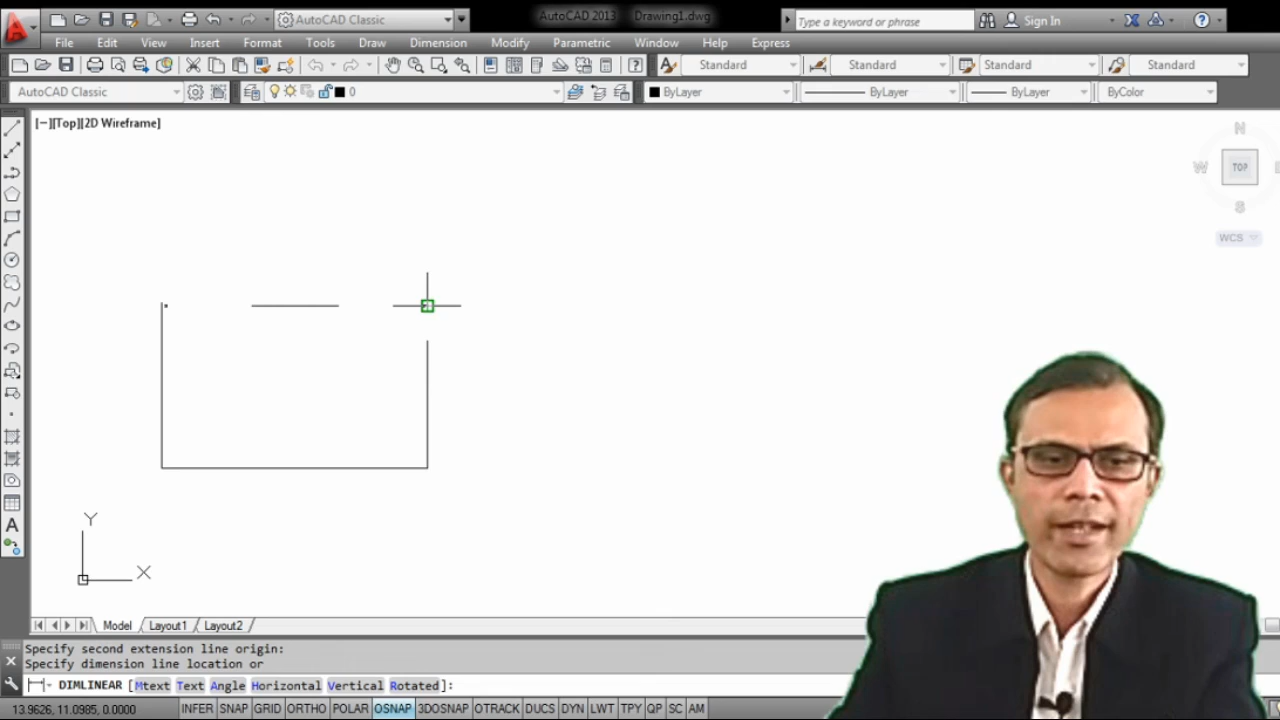 AutoCAD Classic
AutoCAD 2013 Drawing1.dwg
Type a keyword or phrase
Sign In
File Edit View Insert Format Tools Draw Dimension Modify Parametric Window Help Express
Standard Standard Standard Standard
AutoCAD Classic 0 ByLayer ByLayer ByLayer ByColor
[−][Top][2D Wireframe]
N
W TOP
S
WCS
Y
X
A
Model Layout1 Layout2
Specify second extension line origin:
Specify dimension line location or
DIMLINEAR [Mtext Text Angle Horizontal Vertical Rotated]:
13.9626, 11.0985, 0.0000 INFER SNAP GRID ORTHO POLAR OSNAP 3DOSNAP OTRACK DUCS DYN LWT TPY QP SC AM